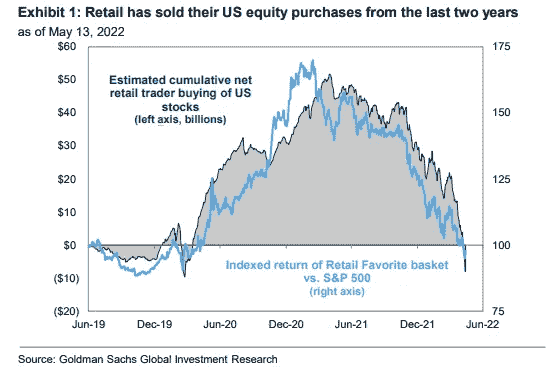 Exhibit 1: Retail has sold their US equity purchases from the last two years
as of May 13, 2022
$60
175
$50
$40
150
$30
$20
125
$10
$0
100
($10)
($20)
75
Estimated cumulative net
retail trader buying of US
stocks
(left axis, billions)
Indexed return of Retail Favorite basket
vs. S&P 500
(right axis)
Jun-19 Dec-19 Jun-20 Dec-20 Jun-21 Dec-21 Jun-22
Source: Goldman Sachs Global Investment Research